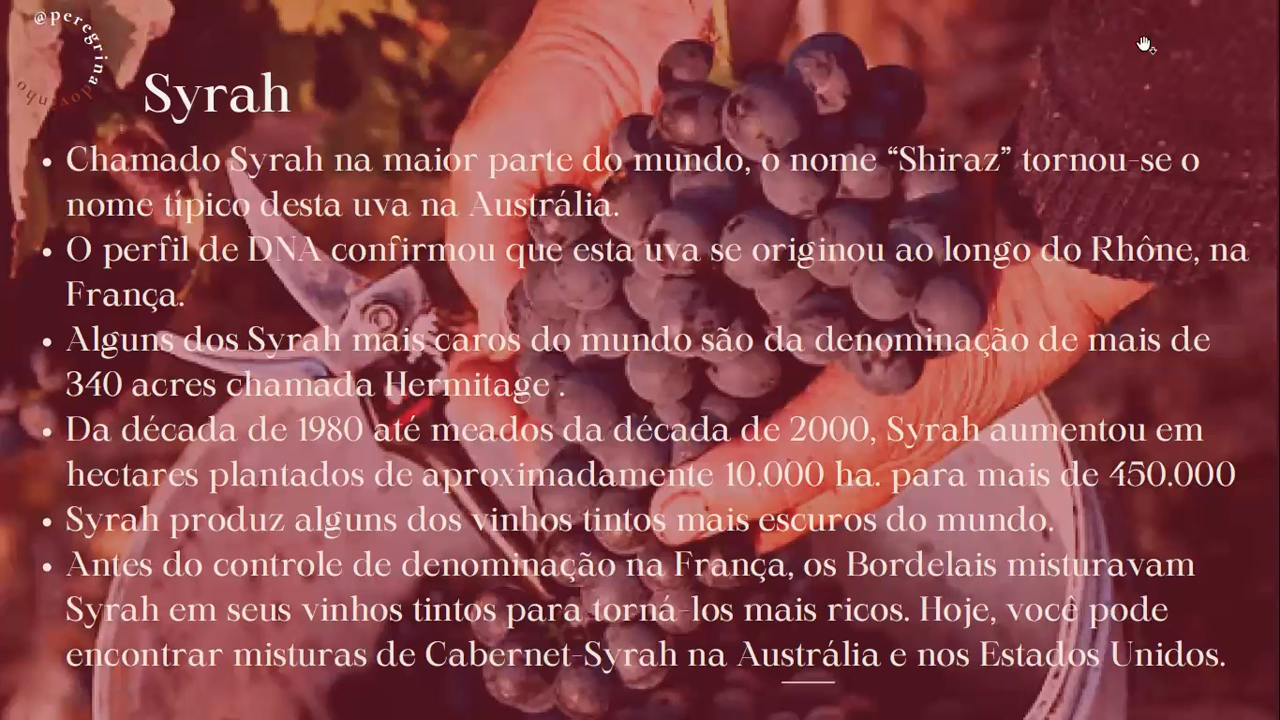 @peregrinadovinho
Syrah
• Chamado Syrah na maior parte do mundo, o nome “Shiraz” tornou-se o
nome típico desta uva na Austrália.
• O perfil de DNA confirmou que esta uva se originou ao longo do Rhône, na
França.
• Alguns dos Syrah mais caros do mundo são da denominação de mais de
340 acres chamada Hermitage .
• Da década de 1980 até meados da década de 2000, Syrah aumentou em
hectares plantados de aproximadamente 10.000 ha. para mais de 450.000
• Syrah produz alguns dos vinhos tintos mais escuros do mundo.
• Antes do controle de denominação na França, os Bordelais misturavam
Syrah em seus vinhos tintos para torná-los mais ricos. Hoje, você pode
encontrar misturas de Cabernet-Syrah na Austrália e nos Estados Unidos.